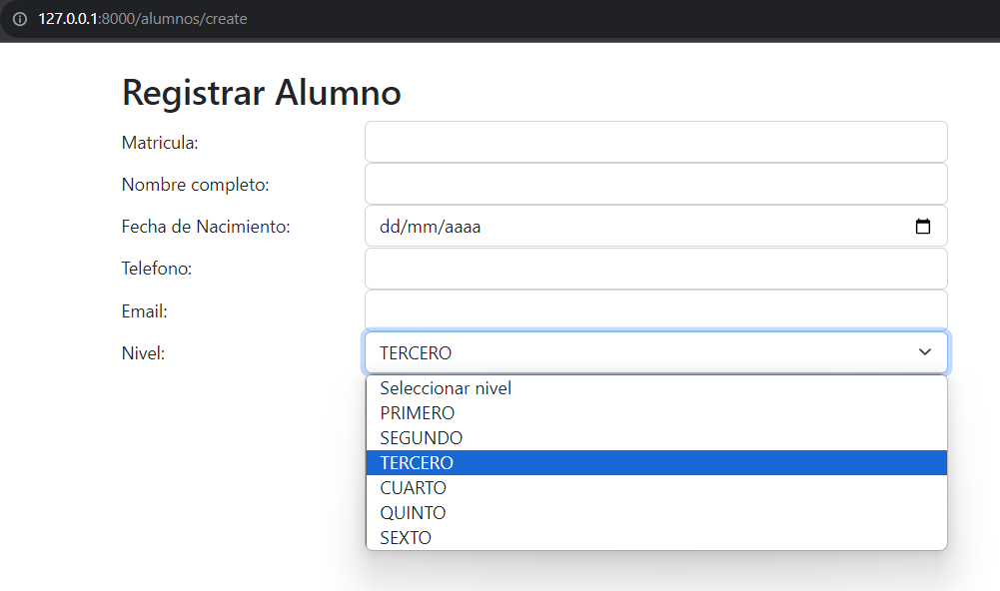 127.0.0.1:8000/alumnos/create
Registrar Alumno
Matricula:
Nombre completo:
Fecha de Nacimiento:
dd/mm/aaaa
Telefono:
Email:
Nivel:
TERCERO
Seleccionar nivel
PRIMERO
SEGUNDO
TERCERO
CUARTO
QUINTO
SEXTO